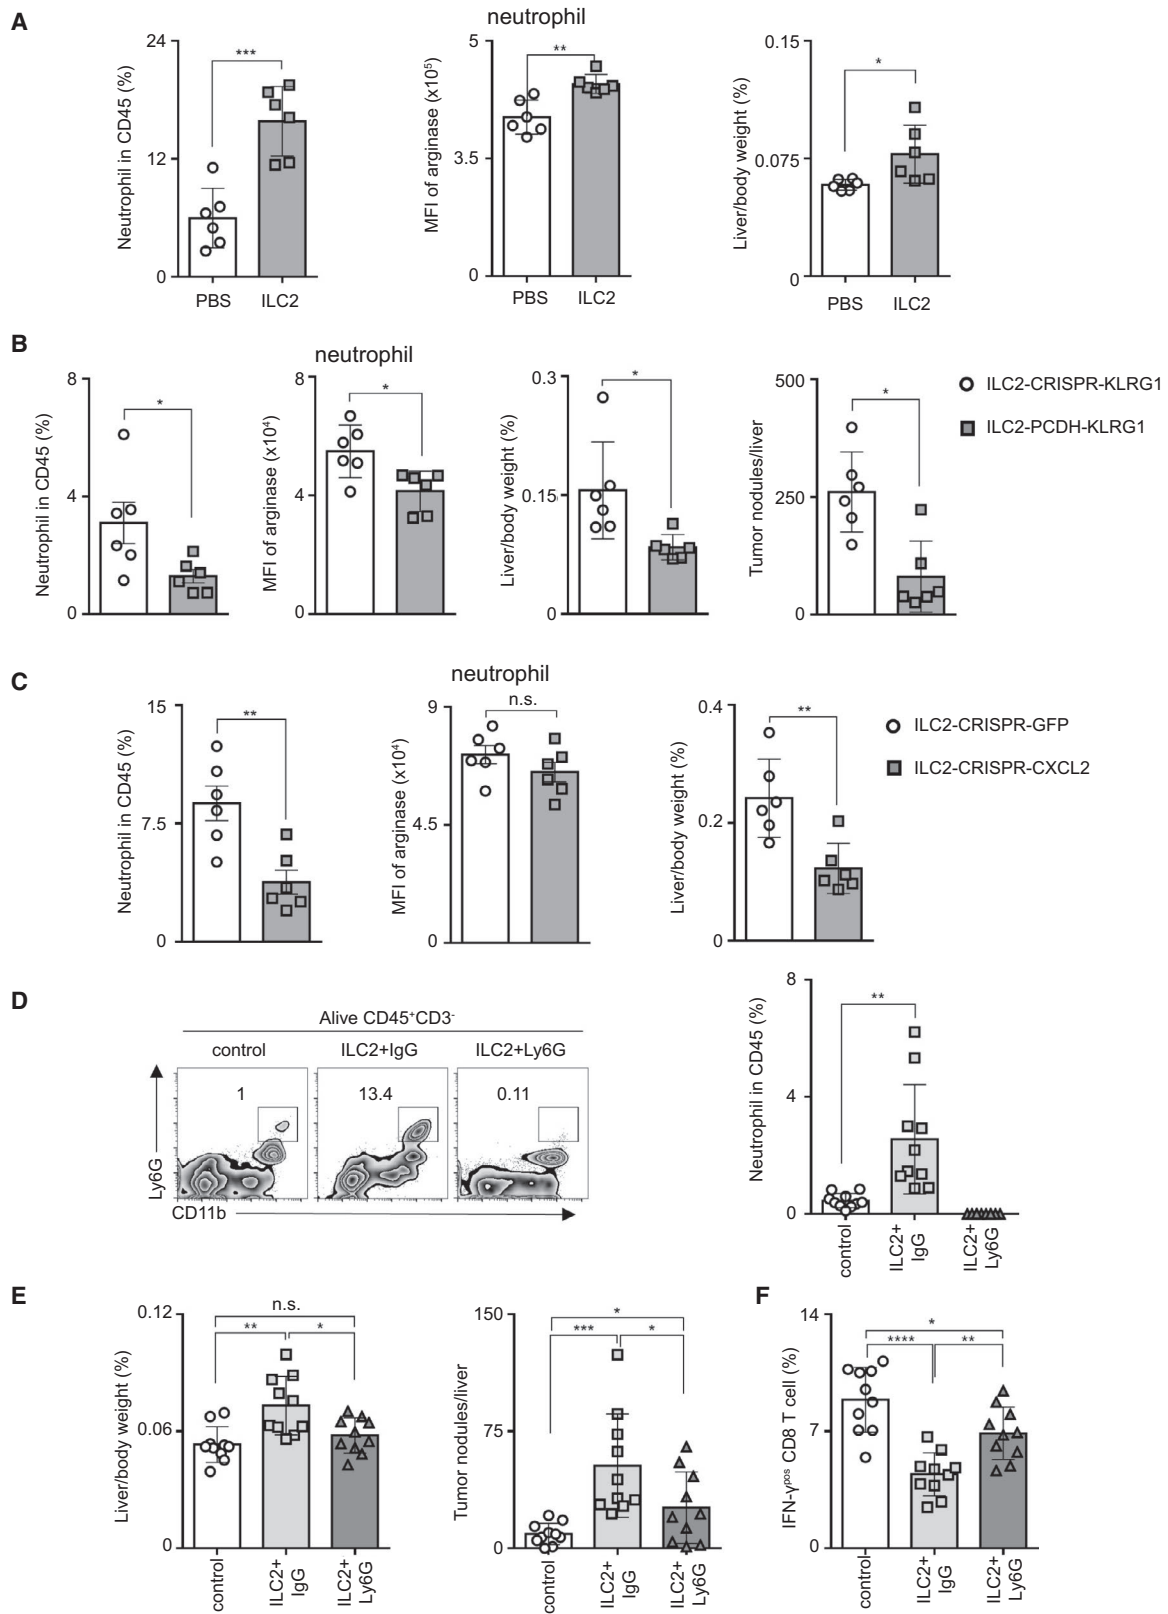 A
Neutrophil in CD45 (%)
24
12
0
***
PBS
ILC2
neutrophil
MFI of arginase (x10⁵)
5
3.5
0
**
PBS
ILC2
Liver/body weight (%)
0.15
0.075
0
*
PBS
ILC2
B
Neutrophil in CD45 (%)
8
4
0
*
neutrophil
MFI of arginase (x10⁴)
8
4
0
*
Liver/body weight (%)
0.3
0.15
0
*
Tumor nodules/liver
500
250
0
*
ILC2-CRISPR-KLRG1
ILC2-PCDH-KLRG1
C
Neutrophil in CD45 (%)
15
7.5
0
**
neutrophil
MFI of arginase (x10⁴)
9
4.5
0
n.s.
Liver/body weight (%)
0.4
0.2
0
**
ILC2-CRISPR-GFP
ILC2-CRISPR-CXCL2
D
Alive CD45⁺CD3⁻
control
ILC2+IgG
ILC2+Ly6G
1
13.4
0.11
Ly6G
CD11b
Neutrophil in CD45 (%)
8
4
0
**
control
ILC2+
IgG
ILC2+
Ly6G
E
Liver/body weight (%)
0.12
0.06
0
n.s.
**
*
control
ILC2+
IgG
ILC2+
Ly6G
Tumor nodules/liver
150
75
0
*
***
*
control
ILC2+
IgG
ILC2+
Ly6G
F
IFN-γᵖᵒˢ CD8 T cell (%)
14
7
0
*
****
**
control
ILC2+
IgG
ILC2+
Ly6G